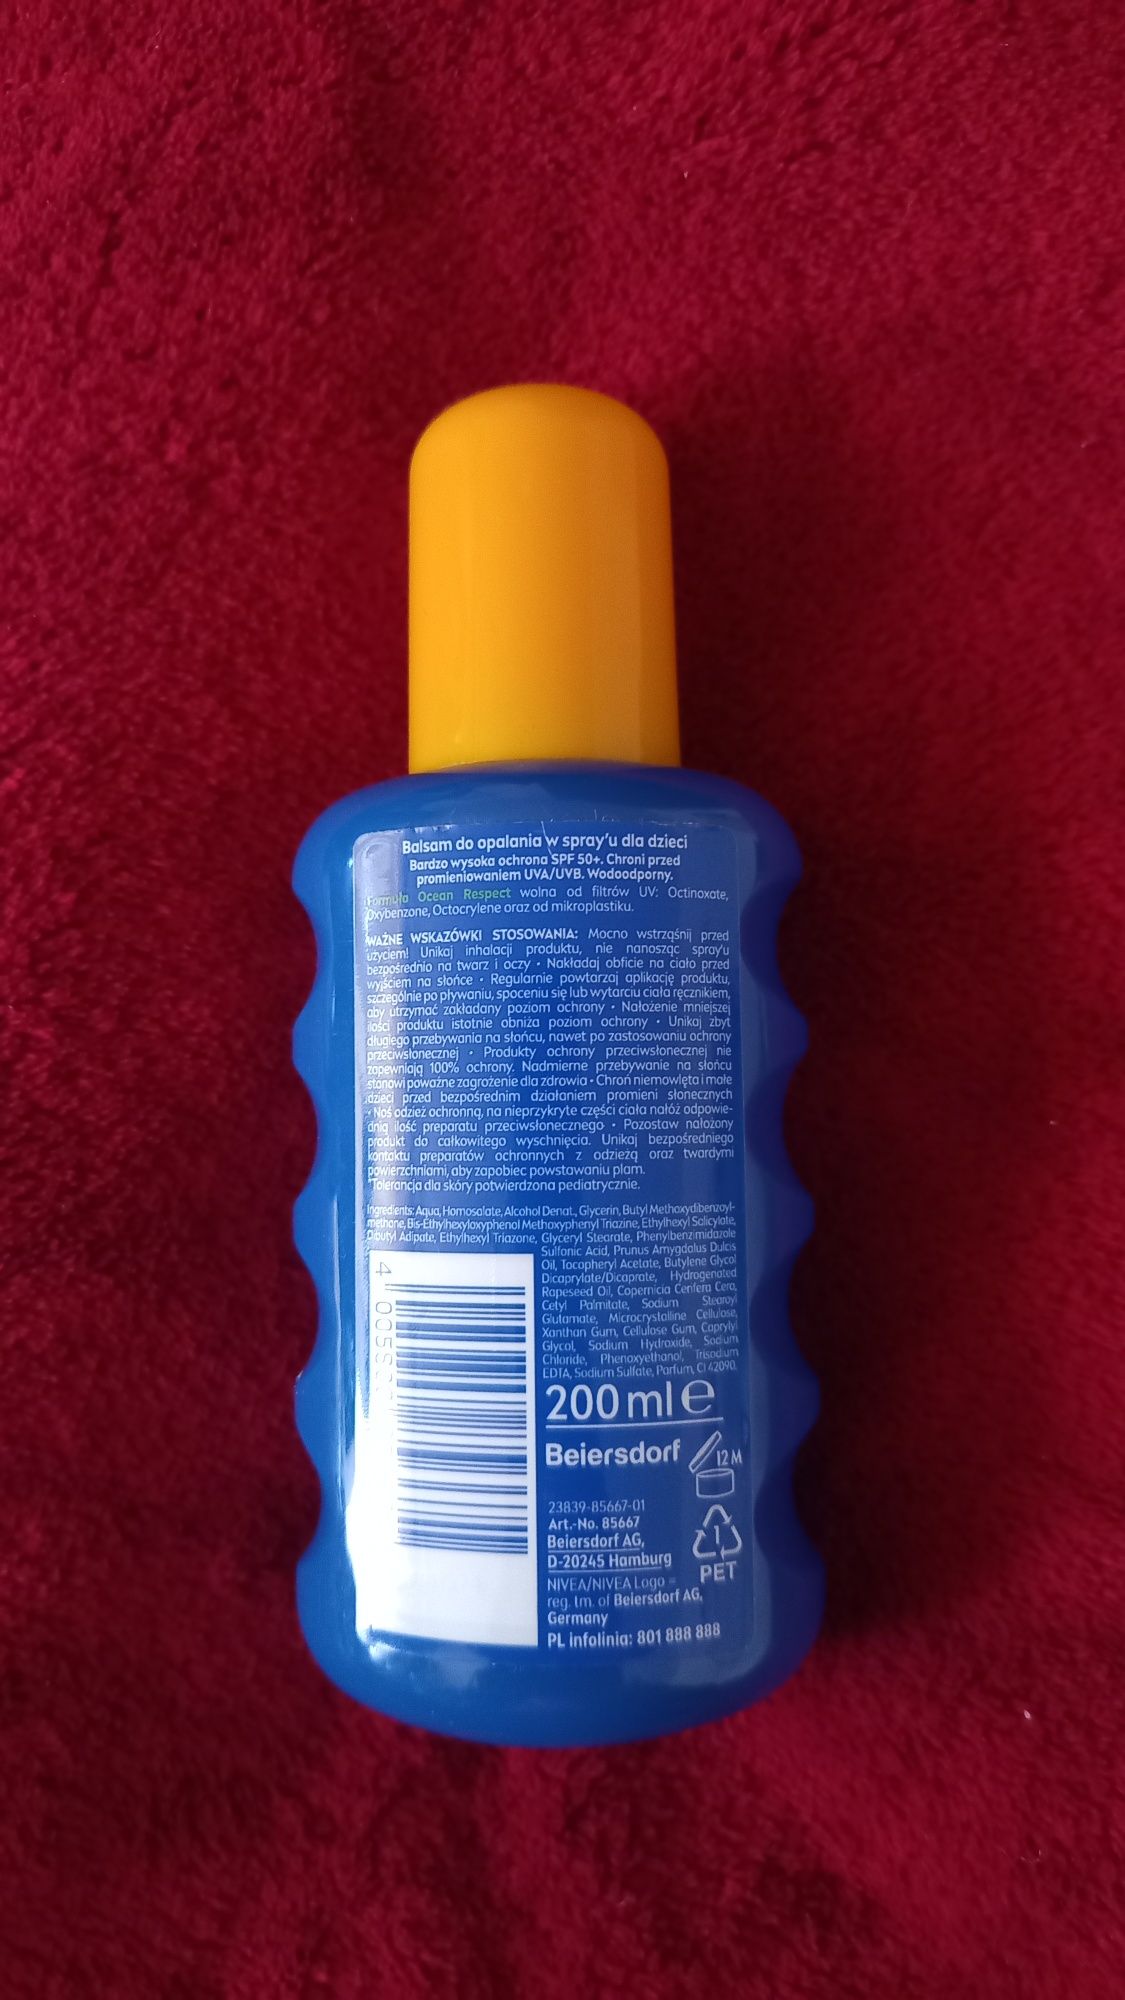 Balsam do opalania w spray'u dla dzieci
Bardzo wysoka ochrona SPF 50+. Chroni przed
promieniowaniem UVA/UVB. Wodoodporny.
Formuła Ocean Respect wolna od filtrów UV: Octinoxate,
Oxybenzone, Octocrylene oraz od mikroplastiku.
WAŻNE WSKAZÓWKI STOSOWANIA: Mocno wstrząśnij przed
użyciem! Unikaj inhalacji produktu, nie nanosząc spray'u
bezpośrednio na twarz i oczy • Nakładaj obficie na ciało przed
wyjściem na słońce • Regularnie powtarzaj aplikację produktu,
szczególnie po pływaniu, spoceniu się lub wytarciu ciała ręcznikiem,
aby utrzymać zakładany poziom ochrony • Nałożenie mniejszej
ilości produktu istotnie obniża poziom ochrony • Unikaj zbyt
długiego przebywania na słońcu, nawet po zastosowaniu ochrony
przeciwsłonecznej • Produkty ochrony przeciwsłonecznej nie
zapewniają 100% ochrony. Nadmierne przebywanie na słońcu
stanowi poważne zagrożenie dla zdrowia • Chroń niemowlęta i małe
dzieci przed bezpośrednim działaniem promieni słonecznych
• Noś odzież ochronną, na nieprzykryte części ciała nałóż odpowie-
dnią ilość preparatu przeciwsłonecznego • Pozostaw nałożony
produkt do całkowitego wyschnięcia. Unikaj bezpośredniego
kontaktu preparatów ochronnych z odzieżą oraz twardymi
powierzchniami, aby zapobiec powstawaniu plam.
*Tolerancja dla skóry potwierdzona pediatrycznie.
Ingredients: Aqua, Homosalate, Alcohol Denat., Glycerin, Butyl Methoxydibenzoyl-
methane, Bis-Ethylhexyloxyphenol Methoxyphenyl Triazine, Ethylhexyl Salicylate,
Dibutyl Adipate, Ethylhexyl Triazone, Glyceryl Stearate, Phenylbenzimidazole
Sulfonic Acid, Prunus Amygdalus Dulcis
Oil, Tocopheryl Acetate, Butylene Glycol
Dicaprylate/Dicaprate, Hydrogenated
Rapeseed Oil, Copernicia Cerifera Cera,
Cetyl Palmitate, Sodium Stearoyl
Glutamate, Microcrystalline Cellulose,
Xanthan Gum, Cellulose Gum, Caprylyl
Glycol, Sodium Hydroxide, Sodium
Chloride, Phenoxyethanol, Trisodium
EDTA, Sodium Sulfate, Parfum, CI 42090.
200 ml e
Beiersdorf
12 M
23839-85667-01
Art.-No. 85667
Beiersdorf AG,
D-20245 Hamburg
1
PET
NIVEA/NIVEA Logo =
reg. tm. of Beiersdorf AG,
Germany
PL infolinia: 801 888 888